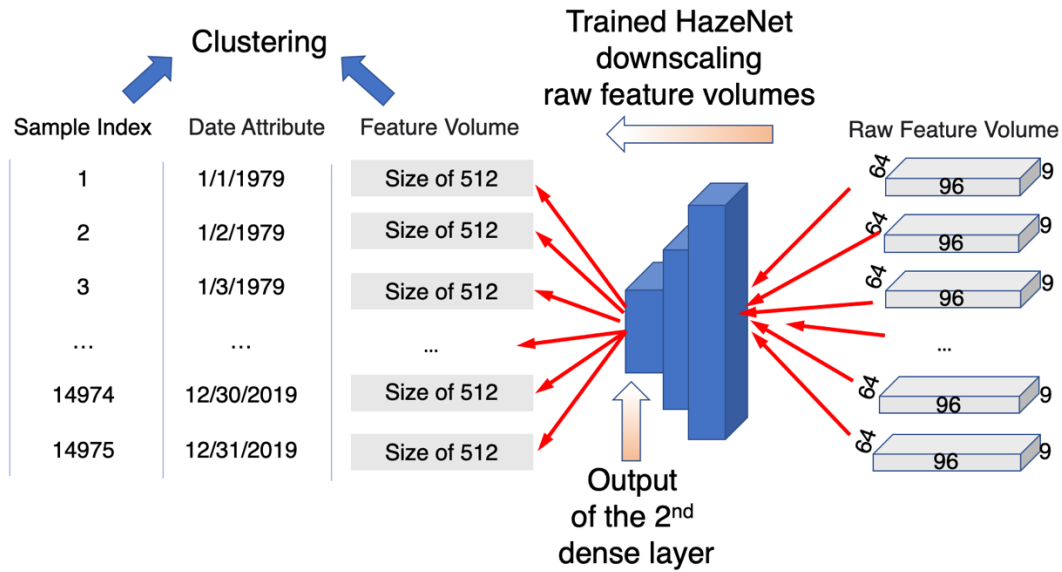 Clustering
Trained HazeNet
downscaling
raw feature volumes
Sample Index Date Attribute Feature Volume
Raw Feature Volume
1 1/1/1979 Size of 512
64 96 9
2 1/2/1979 Size of 512
64 96 9
3 1/3/1979 Size of 512
64 96
... ... ...
...
14974 12/30/2019 Size of 512
64 96 9
14975 12/31/2019 Size of 512
64 96 9
Output
of the 2nd
dense layer